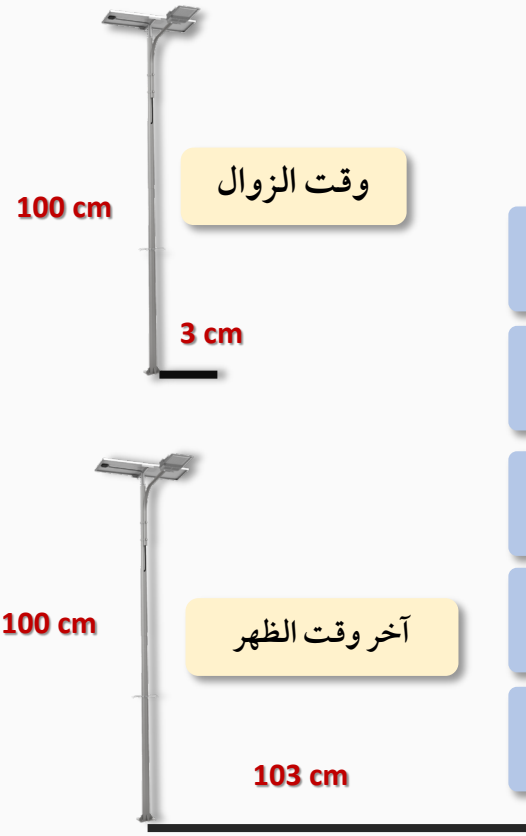 وقت الزوال
100 cm
3 cm
100 cm
آخر وقت الظهر
103 cm